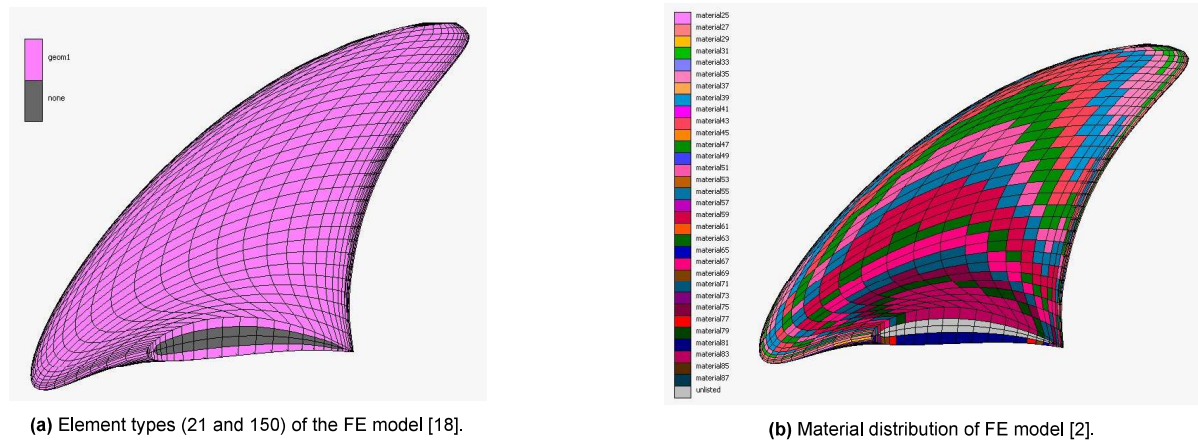 geom1
none
(a) Element types (21 and 150) of the FE model [18].
material25
material27
material29
material31
material33
material35
material37
material39
material41
material43
material45
material47
material49
material51
material53
material55
material57
material59
material61
material63
material65
material67
material69
material71
material73
material75
material77
material79
material81
material83
material85
material87
unlisted
(b) Material distribution of FE model [2].